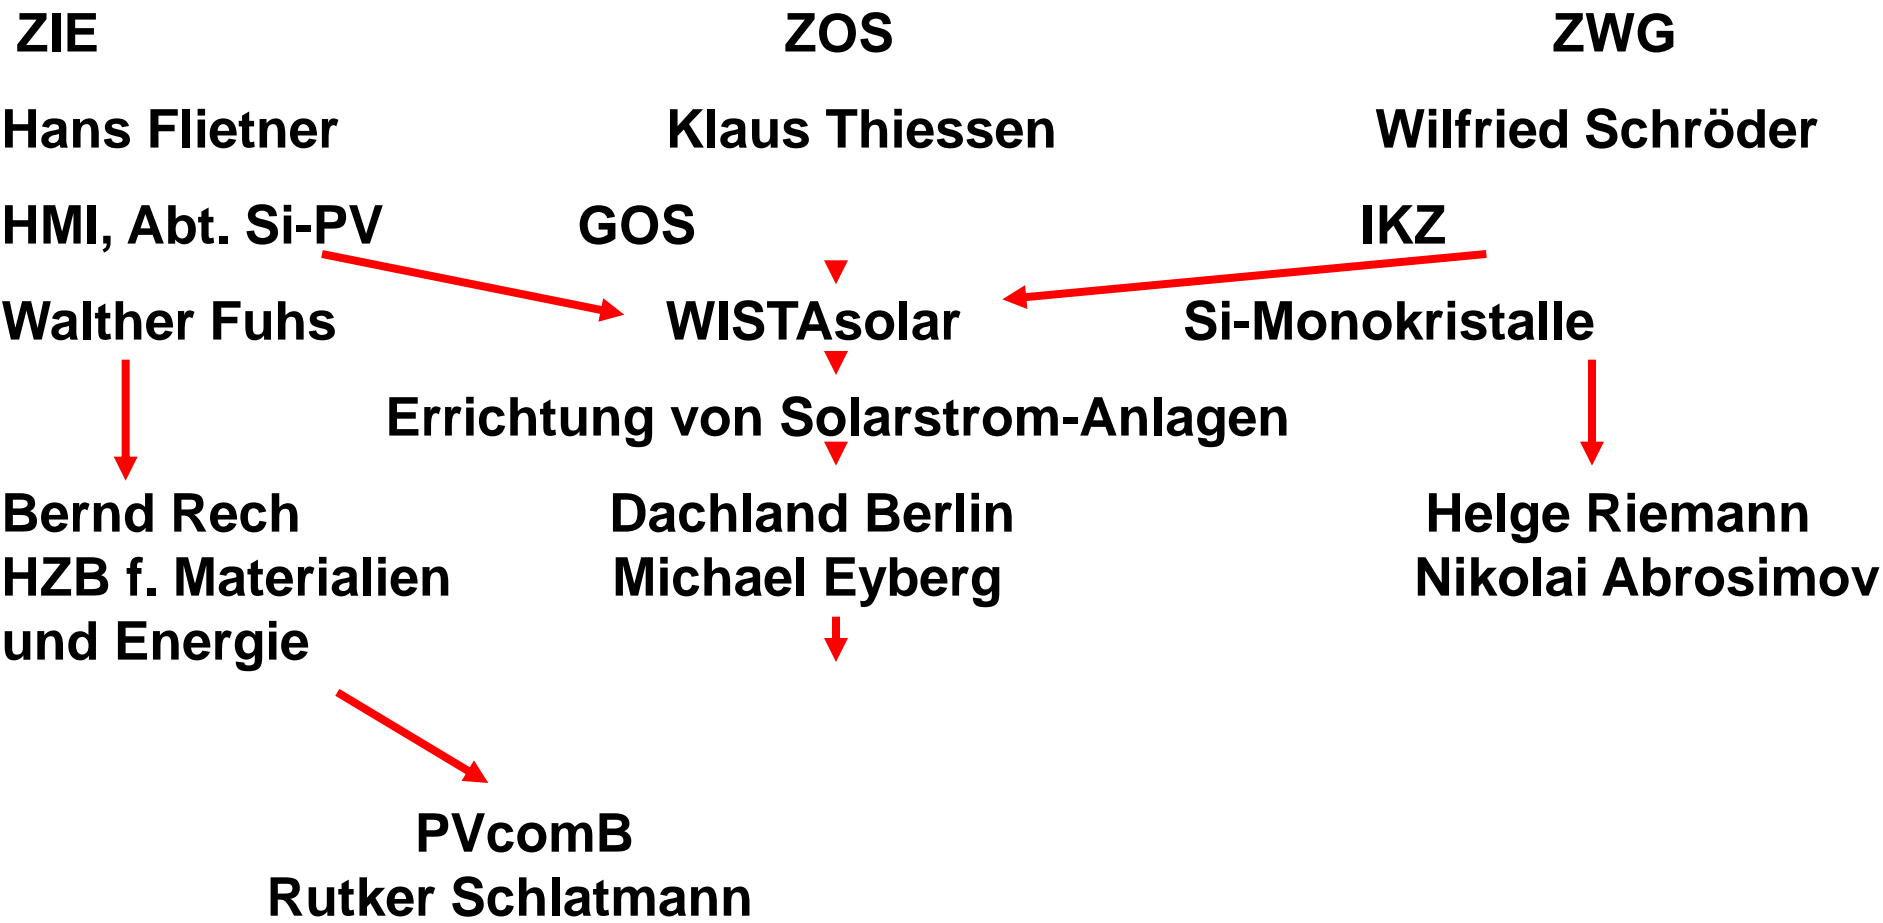 ZIE ZOS ZWG
Hans Flietner Klaus Thiessen Wilfried Schröder
HMI, Abt. Si-PV GOS IKZ
Walther Fuhs WISTAsolar Si-Monokristalle
Errichtung von Solarstrom-Anlagen
Bernd Rech Dachland Berlin Helge Riemann
HZB f. Materialien Michael Eyberg Nikolai Abrosimov
und Energie
PVcomB
Rutker Schlatmann